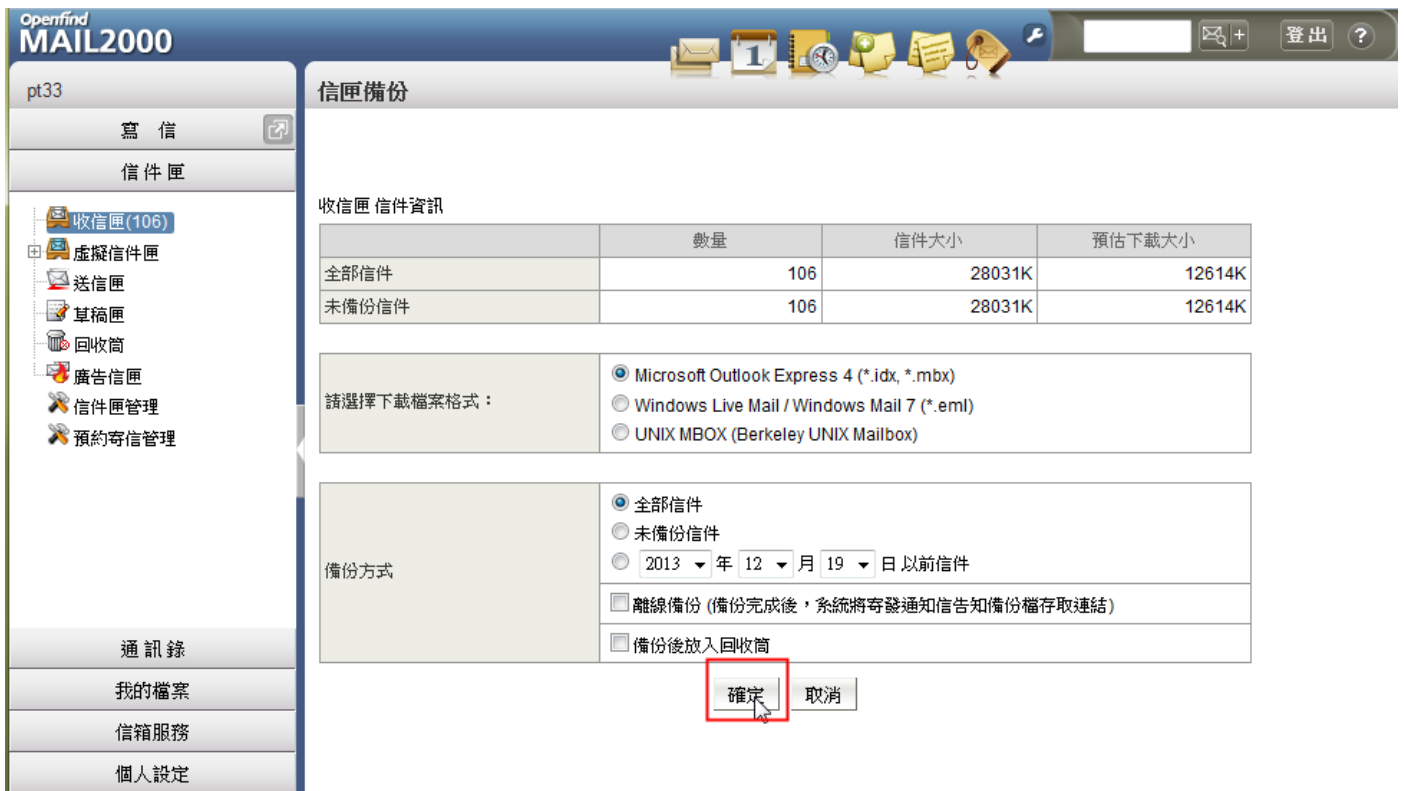 Openfind
MAIL2000
1
+
登出
?
pt33
信匣備份
寫 信
信件匣
收信匣(106)
虛擬信件匣
送信匣
草稿匣
回收筒
廣告信匣
信件匣管理
預約寄信管理
通訊錄
我的檔案
信箱服務
個人設定
收信匣 信件資訊
數量 信件大小 預估下載大小
全部信件 106 28031K 12614K
未備份信件 106 28031K 12614K
請選擇下載檔案格式：
Microsoft Outlook Express 4 (*.idx, *.mbx)
Windows Live Mail / Windows Mail 7 (*.eml)
UNIX MBOX (Berkeley UNIX Mailbox)
備份方式
全部信件
未備份信件
2013 年 12 月 19 日 以前信件
離線備份 (備份完成後，系統將寄發通知信告知備份檔存取連結)
備份後放入回收筒
確定 取消